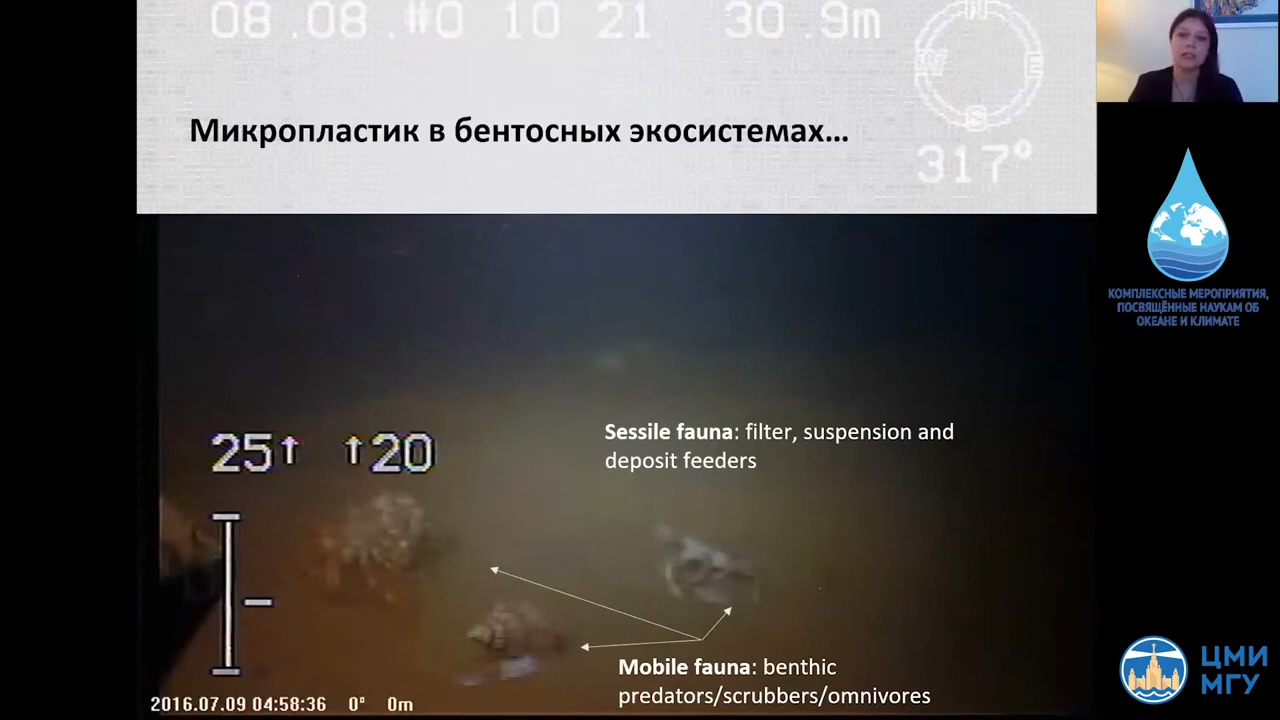 08.08.#0 10 21 30.9m
N
E
S
317°
Микропластик в бентосных экосистемах...
КОМПЛЕКСНЫЕ МЕРОПРИЯТИЯ,
ПОСВЯЩЁННЫЕ НАУКАМ ОБ
ОКЕАНЕ И КЛИМАТЕ
Sessile fauna: filter, suspension and
deposit feeders
25↑ ↑20
Mobile fauna: benthic
predators/scrubbers/omnivores
2016.07.09 04:58:36 0° 0m
ЦМИ
МГУ